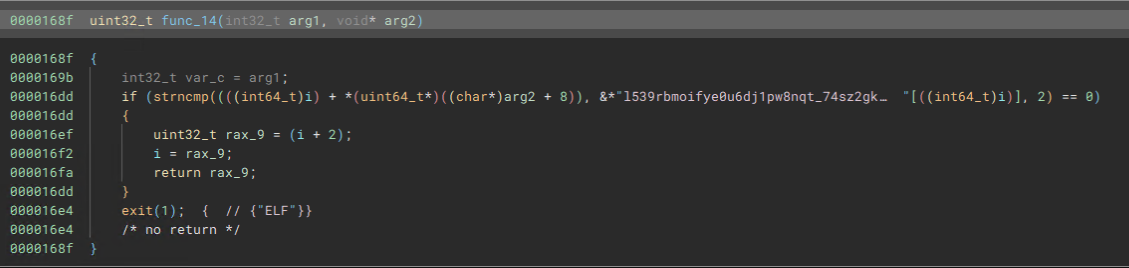 0000168f  uint32_t func_14(int32_t arg1, void* arg2)
0000168f  {
0000169b      int32_t var_c = arg1;
000016dd      if (strncmp((((int64_t)i) + *(uint64_t*)((char*)arg2 + 8)), &*"l539rbmoifye0u6dj1pw8nqt_74sz2gk…  "[((int64_t)i)], 2) == 0)
000016dd      {
000016ef          uint32_t rax_9 = (i + 2);
000016f2          i = rax_9;
000016fa          return rax_9;
000016dd      }
000016e4      exit(1);  {  // {"ELF"}}
000016e4      /* no return */
0000168f  }